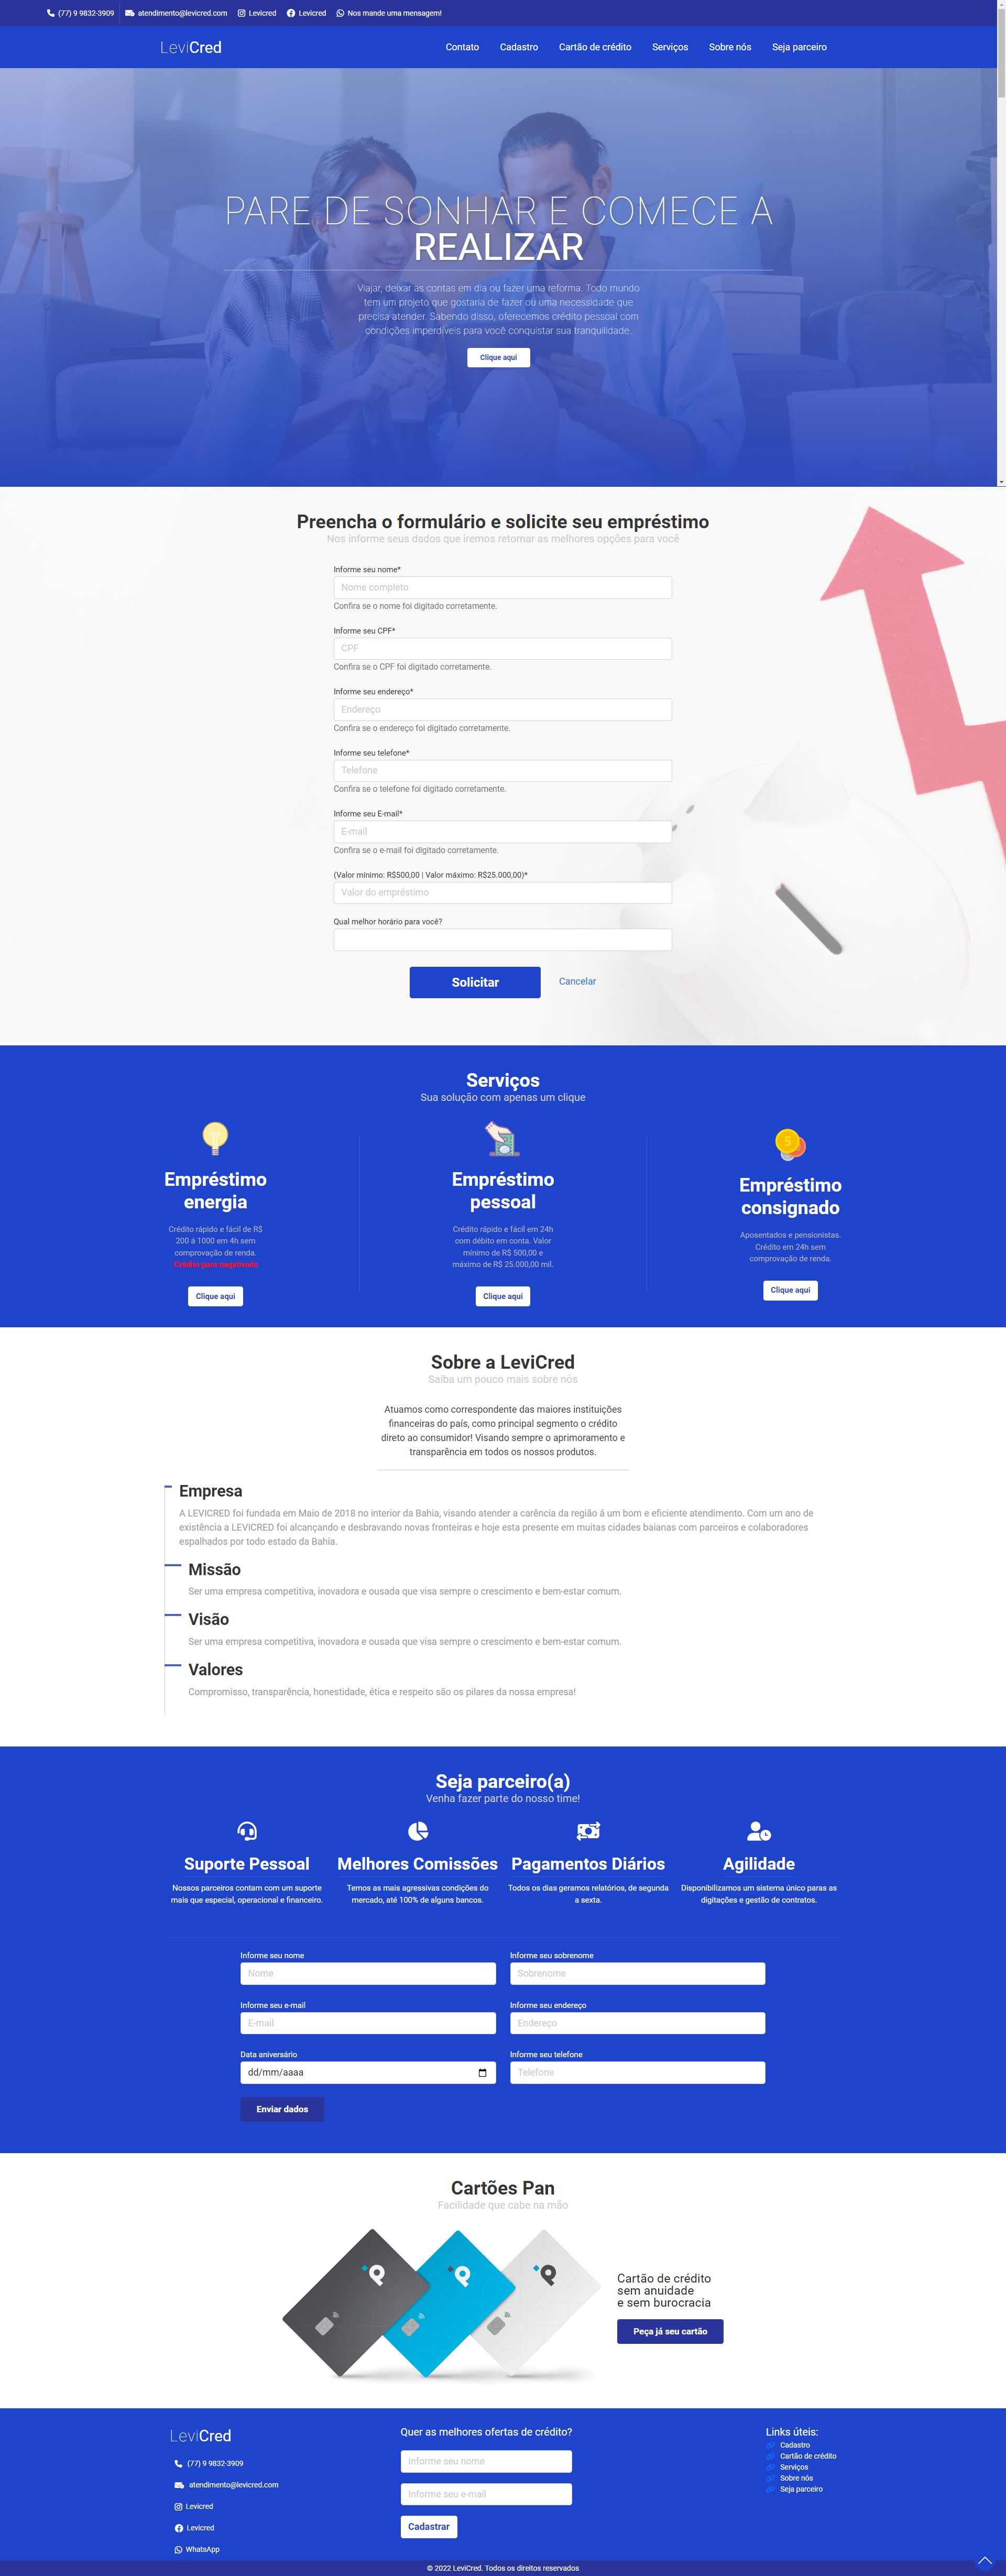 (77) 9 9832-3909 atendimento@levicred.com Levicred Levicred Nos mande uma mensagem!
LeviCred
Contato Cadastro Cartão de crédito Serviços Sobre nós Seja parceiro
PARE DE SONHAR E COMECE A
REALIZAR
Viajar, deixar as contas em dia ou fazer uma reforma. Todo mundo
tem um projeto que gostaria de fazer ou uma necessidade que
precisa atender. Sabendo disso, oferecemos crédito pessoal com
condições imperdíveis para você conquistar sua tranquilidade.
Clique aqui
Preencha o formulário e solicite seu empréstimo
Nos informe seus dados que iremos retornar as melhores opções para você
Informe seu nome*
Nome completo
Confira se o nome foi digitado corretamente.
Informe seu CPF*
CPF
Confira se o CPF foi digitado corretamente.
Informe seu endereço*
Endereço
Confira se o endereço foi digitado corretamente.
Informe seu telefone*
Telefone
Confira se o telefone foi digitado corretamente.
Informe seu E-mail*
E-mail
Confira se o e-mail foi digitado corretamente.
(Valor mínimo: R$500,00 | Valor máximo: R$25.000,00)*
Valor do empréstimo
Qual melhor horário para você?
Solicitar Cancelar
Serviços
Sua solução com apenas um clique
Empréstimo
energia
Crédito rápido e fácil de R$
200 á 1000 em 4h sem
comprovação de renda.
Crédito para negativado
Clique aqui
Empréstimo
pessoal
Crédito rápido e fácil em 24h
com débito em conta. Valor
mínimo de R$ 500,00 e
máximo de R$ 25.000,00 mil.
Clique aqui
Empréstimo
consignado
Aposentados e pensionistas.
Crédito em 24h sem
comprovação de renda.
Clique aqui
Sobre a LeviCred
Saiba um pouco mais sobre nós
Atuamos como correspondente das maiores instituições
financeiras do país, como principal segmento o crédito
direto ao consumidor! Visando sempre o aprimoramento e
transparência em todos os nossos produtos.
Empresa
A LEVICRED foi fundada em Maio de 2018 no interior da Bahia, visando atender a carência da região á um bom e eficiente atendimento. Com um ano de
existência a LEVICRED foi alcançando e desbravando novas fronteiras e hoje esta presente em muitas cidades baianas com parceiros e colaboradores
espalhados por todo estado da Bahia.
Missão
Ser uma empresa competitiva, inovadora e ousada que visa sempre o crescimento e bem-estar comum.
Visão
Ser uma empresa competitiva, inovadora e ousada que visa sempre o crescimento e bem-estar comum.
Valores
Compromisso, transparência, honestidade, ética e respeito são os pilares da nossa empresa!
Seja parceiro(a)
Venha fazer parte do nosso time!
Suporte Pessoal
Nossos parceiros contam com um suporte
mais que especial, operacional e financeiro.
Melhores Comissões
Temos as mais agressivas condições do
mercado, até 100% de alguns bancos.
Pagamentos Diários
Todos os dias geramos relatórios, de segunda
a sexta.
Agilidade
Disponibilizamos um sistema único paras as
digitações e gestão de contratos.
Informe seu nome
Nome
Informe seu sobrenome
Sobrenome
Informe seu e-mail
E-mail
Informe seu endereço
Endereço
Data aniversário
dd/mm/aaaa
Informe seu telefone
Telefone
Enviar dados
Cartões Pan
Facilidade que cabe na mão
Cartão de crédito
sem anuidade
e sem burocracia
Peça já seu cartão
LeviCred
(77) 9 9832-3909
atendimento@levicred.com
Levicred
Levicred
WhatsApp
Quer as melhores ofertas de crédito?
Informe seu nome
Informe seu e-mail
Cadastrar
Links úteis:
Cadastro
Cartão de crédito
Serviços
Sobre nós
Seja parceiro
© 2022 LeviCred. Todos os direitos reservados